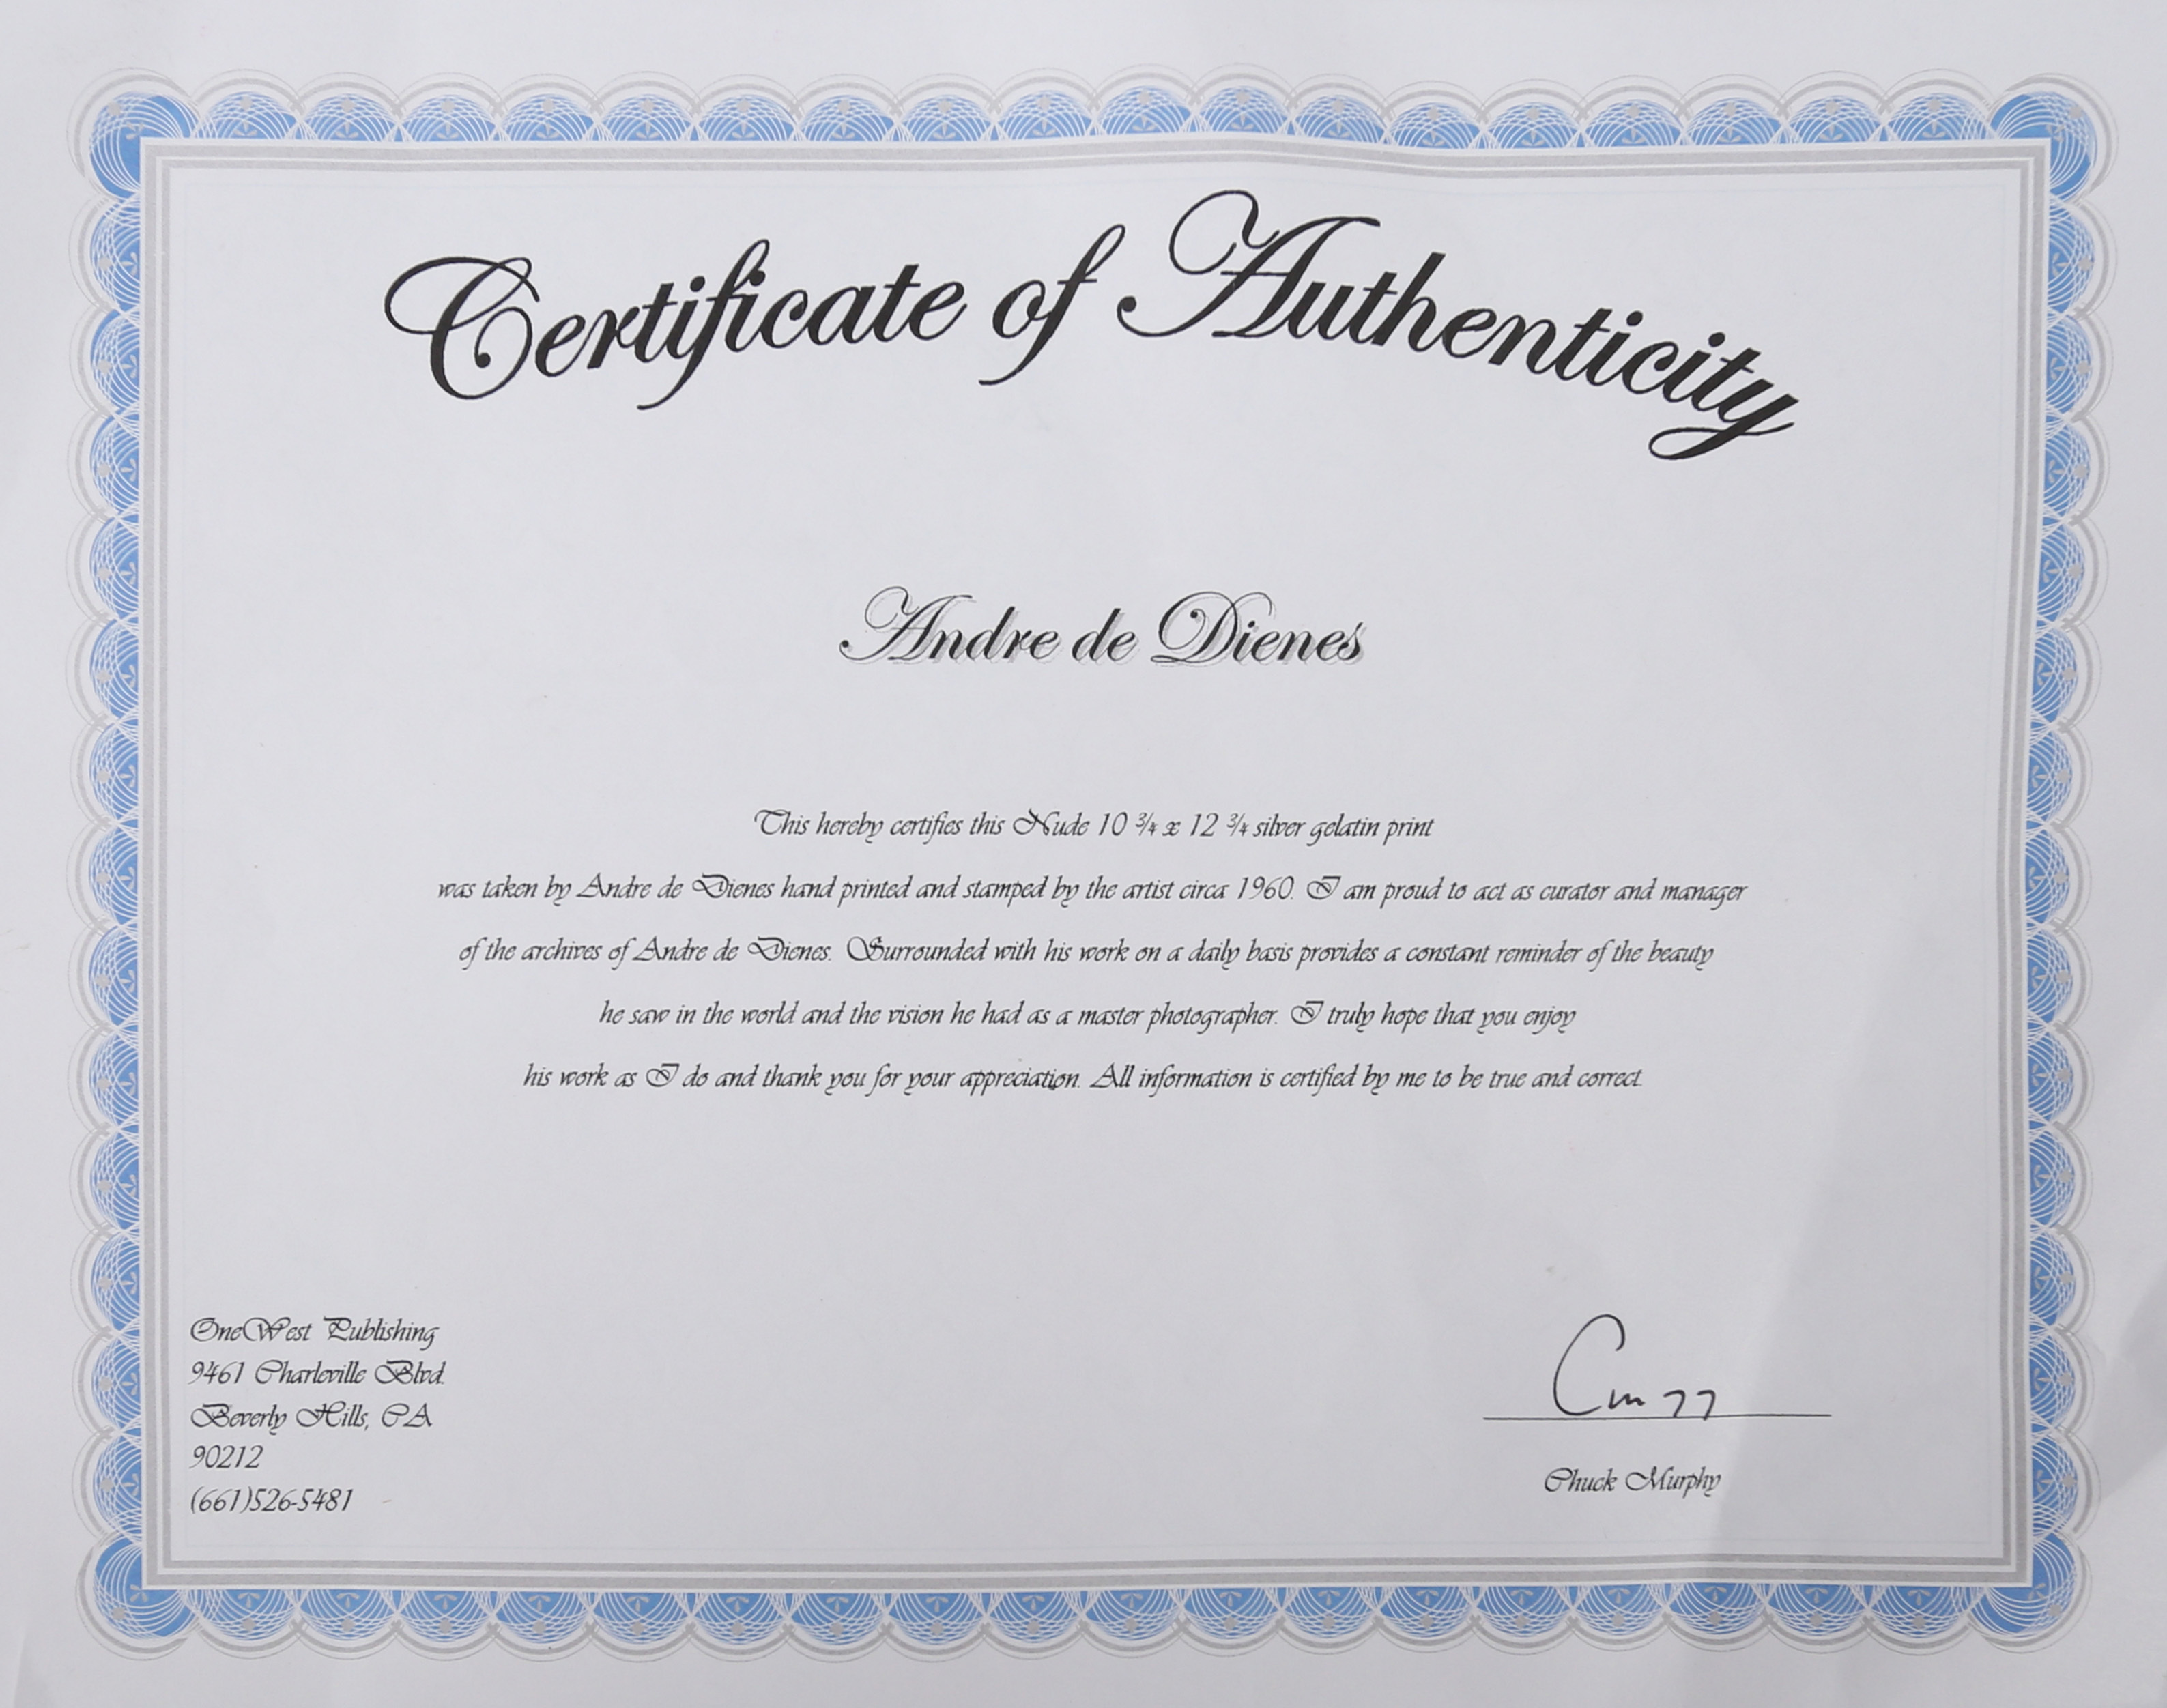 Certificate of Authenticity
Andre de Dienes
This hereby certifies this Nude 10 ¾ x 12 ¾ silver gelatin print
was taken by Andre de Dienes hand printed and stamped by the artist circa 1960. I am proud to act as curator and manager
of the archives of Andre de Dienes. Surrounded with his work on a daily basis provides a constant reminder of the beauty
he saw in the world and the vision he had as a master photographer. I truly hope that you enjoy
his work as I do and thank you for your appreciation. All information is certified by me to be true and correct.
OneWest Publishing
9461 Charleville Blvd.
Beverly Hills, CA
90212
(661)526-5481
Chuck Murphy